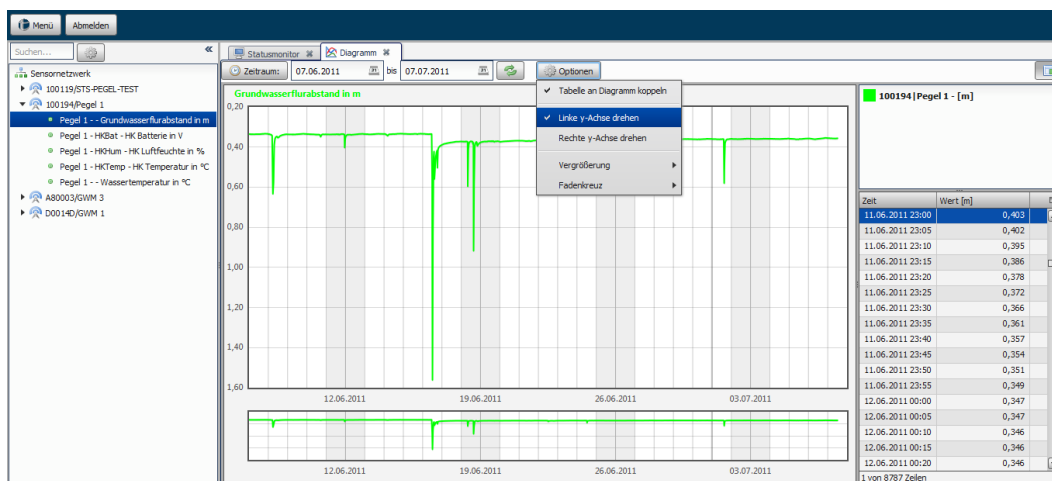 Menü
Abmelden
Suchen...
«
Sensornetzwerk
100119/STS-PEGEL-TEST
100194/Pegel 1
Pegel 1 - - Grundwasserflurabstand in m
Pegel 1 - HKBat - HK Batterie in V
Pegel 1 - HKHum - HK Luftfeuchte in %
Pegel 1 - HKTemp - HK Temperatur in °C
Pegel 1 - - Wassertemperatur in °C
A80003/GWM 3
D0014D/GWM 1
Statusmonitor
Diagramm
Zeitraum:
07.06.2011
bis
07.07.2011
Optionen
Tabelle an Diagramm koppeln
Linke y-Achse drehen
Rechte y-Achse drehen
Vergrößerung
Fadenkreuz
Grundwasserflurabstand in m
0,20
0,40
0,60
0,80
1,00
1,20
1,40
1,60
12.06.2011 19.06.2011 26.06.2011 03.07.2011
12.06.2011 19.06.2011 26.06.2011 03.07.2011
100194|Pegel 1 - [m]
Zeit Wert [m]
11.06.2011 23:00 0,403
11.06.2011 23:05 0,402
11.06.2011 23:10 0,395
11.06.2011 23:15 0,386
11.06.2011 23:20 0,378
11.06.2011 23:25 0,372
11.06.2011 23:30 0,366
11.06.2011 23:35 0,361
11.06.2011 23:40 0,357
11.06.2011 23:45 0,354
11.06.2011 23:50 0,351
11.06.2011 23:55 0,349
12.06.2011 00:00 0,347
12.06.2011 00:05 0,347
12.06.2011 00:10 0,346
12.06.2011 00:15 0,346
12.06.2011 00:20 0,346
1 von 8787 Zeilen